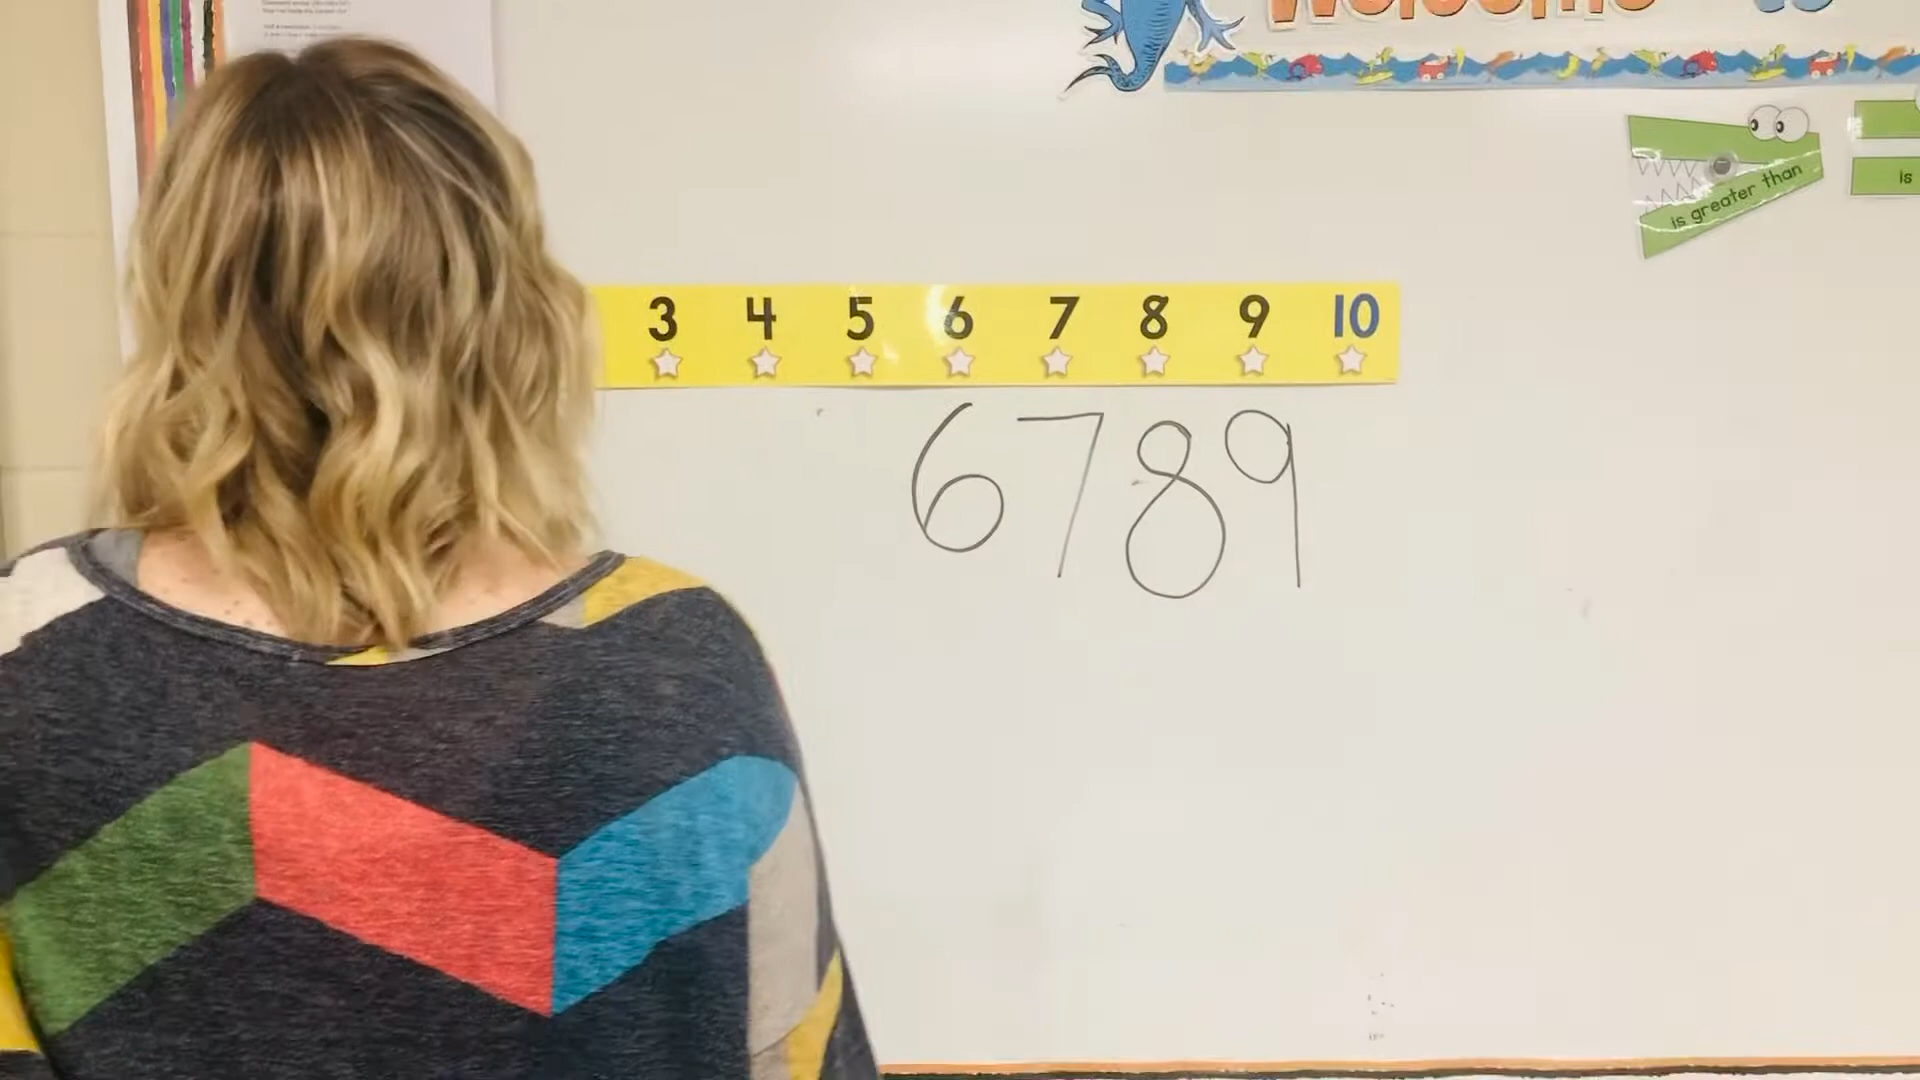 Welcome to
is greater than
is
3 4 5 6 7 8 9 10
6789